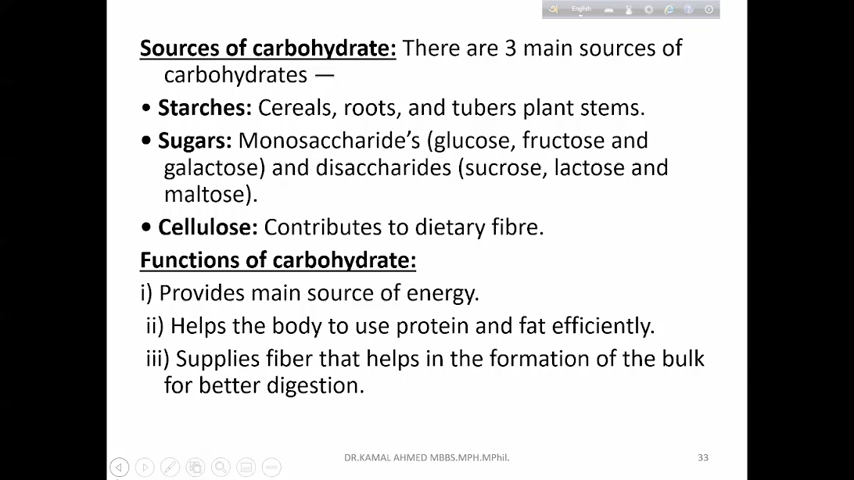 English
Sources of carbohydrate: There are 3 main sources of
carbohydrates —
• Starches: Cereals, roots, and tubers plant stems.
• Sugars: Monosaccharide’s (glucose, fructose and
galactose) and disaccharides (sucrose, lactose and
maltose).
• Cellulose: Contributes to dietary fibre.
Functions of carbohydrate:
i) Provides main source of energy.
ii) Helps the body to use protein and fat efficiently.
iii) Supplies fiber that helps in the formation of the bulk
for better digestion.
DR.KAMAL AHMED MBBS.MPH.MPhil.
33